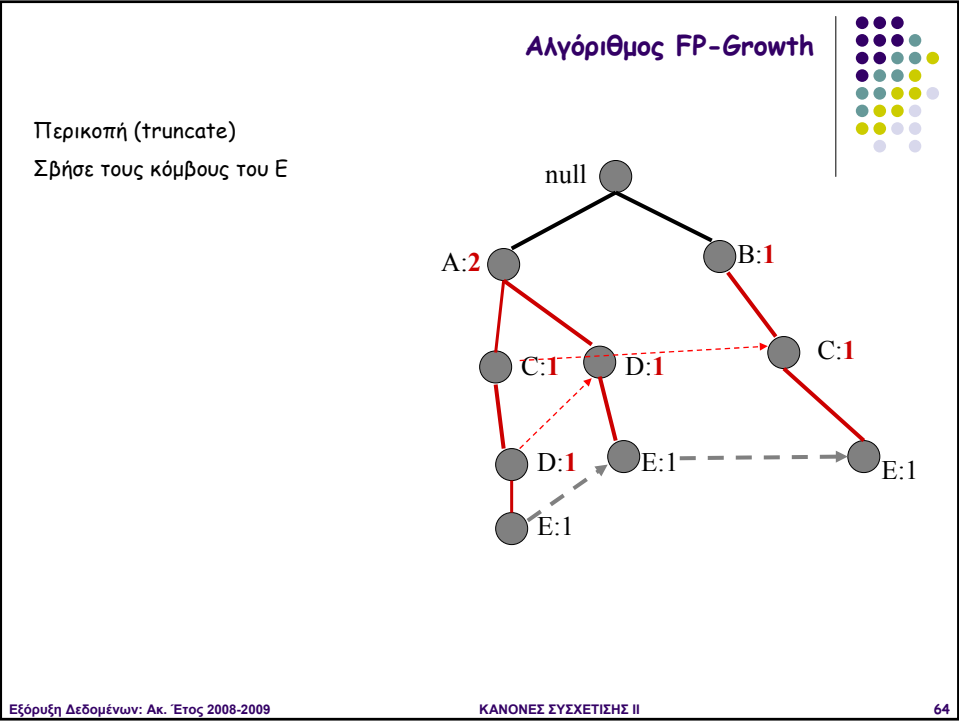 Αλγόριθμος FP-Growth
Περικοπή (truncate)
Σβήσε τους κόμβους του Ε
null
A:2
B:1
C:1
D:1
C:1
D:1
E:1
E:1
E:1
Εξόρυξη Δεδομένων: Ακ. Έτος 2008-2009
ΚΑΝΟΝΕΣ ΣΥΣΧΕΤΙΣΗΣ II
64